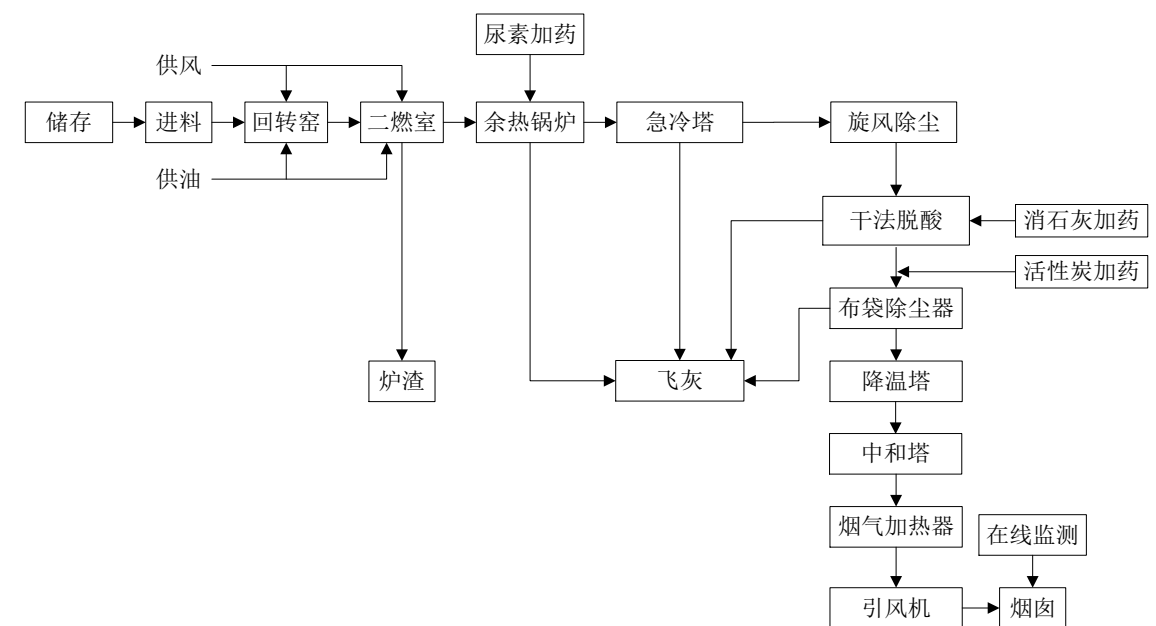 尿素加药
供风
储存
进料
回转窑
二燃室
余热锅炉
急冷塔
旋风除尘
供油
干法脱酸
消石灰加药
活性炭加药
布袋除尘器
炉渣
飞灰
降温塔
中和塔
烟气加热器
在线监测
引风机
烟囱